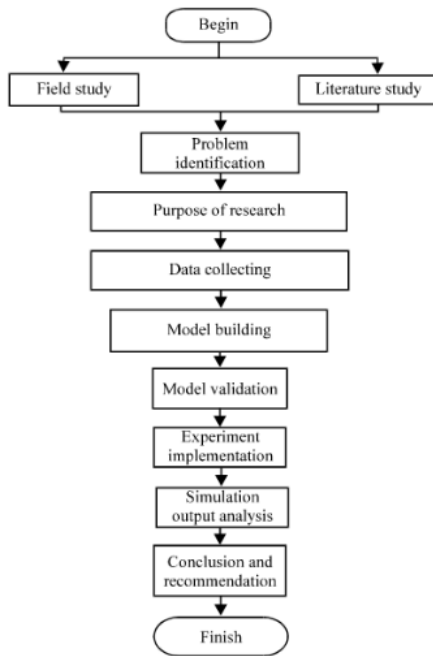 Begin
Field study
Literature study
Problem
identification
Purpose of research
Data collecting
Model building
Model validation
Experiment
implementation
Simulation
output analysis
Conclusion and
recommendation
Finish